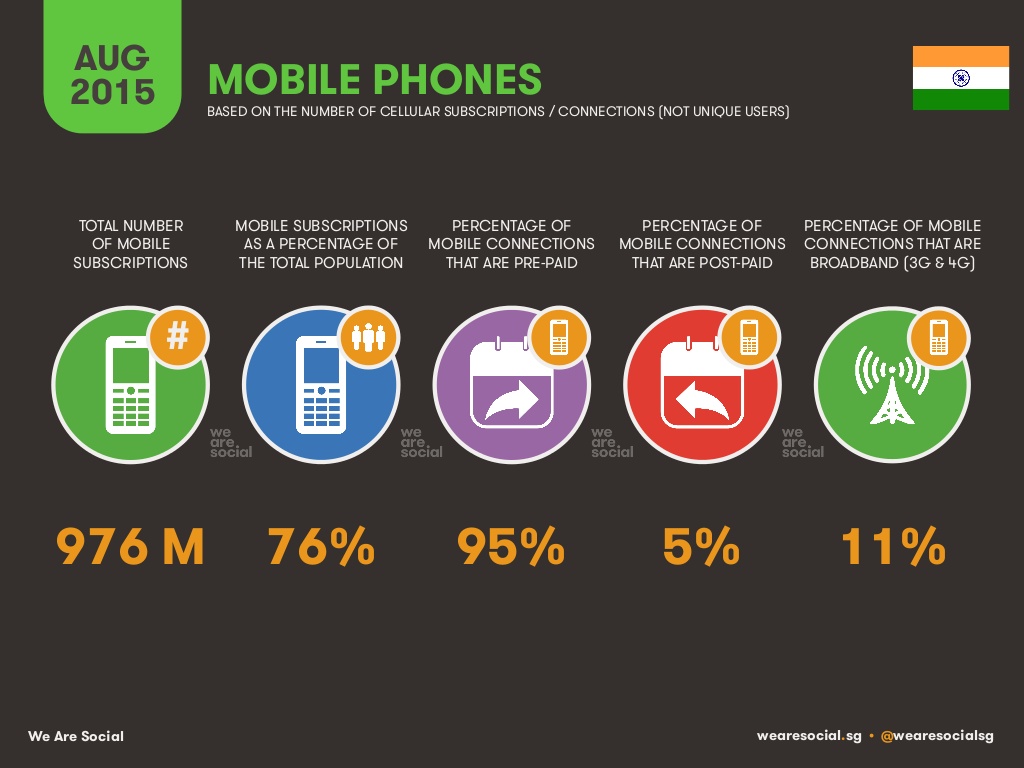 AUG
2015
MOBILE PHONES
BASED ON THE NUMBER OF CELLULAR SUBSCRIPTIONS / CONNECTIONS (NOT UNIQUE USERS)
TOTAL NUMBER
OF MOBILE
SUBSCRIPTIONS
MOBILE SUBSCRIPTIONS
AS A PERCENTAGE OF
THE TOTAL POPULATION
PERCENTAGE OF
MOBILE CONNECTIONS
THAT ARE PRE-PAID
PERCENTAGE OF
MOBILE CONNECTIONS
THAT ARE POST-PAID
PERCENTAGE OF MOBILE
CONNECTIONS THAT ARE
BROADBAND (3G & 4G)
#
we
are
social
we
are
social
we
are
social
we
are
social
976 M
76%
95%
5%
11%
We Are Social
wearesocial.sg • @wearesocialsg